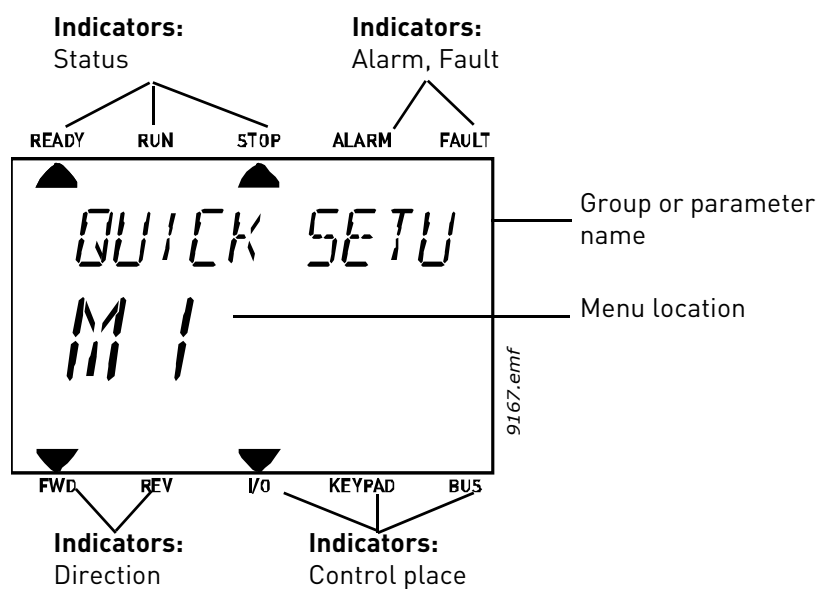 Indicators:
Status
Indicators:
Alarm, Fault
READY RUN STOP ALARM FAULT
QUICK SETU
Group or parameter
name
M 1
Menu location
9167.emf
FWD REV I/O KEYPAD BUS
Indicators:
Direction
Indicators:
Control place